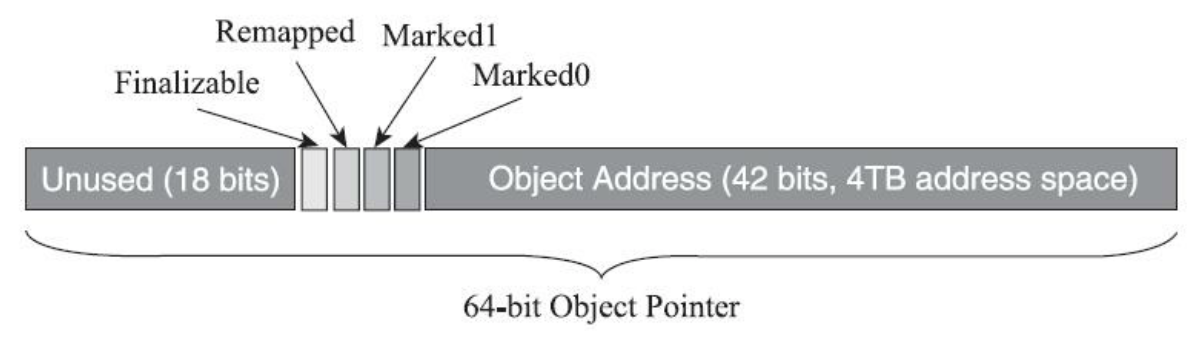 Remapped
Marked1
Finalizable
Marked0
Unused (18 bits)
Object Address (42 bits, 4TB address space)
64-bit Object Pointer